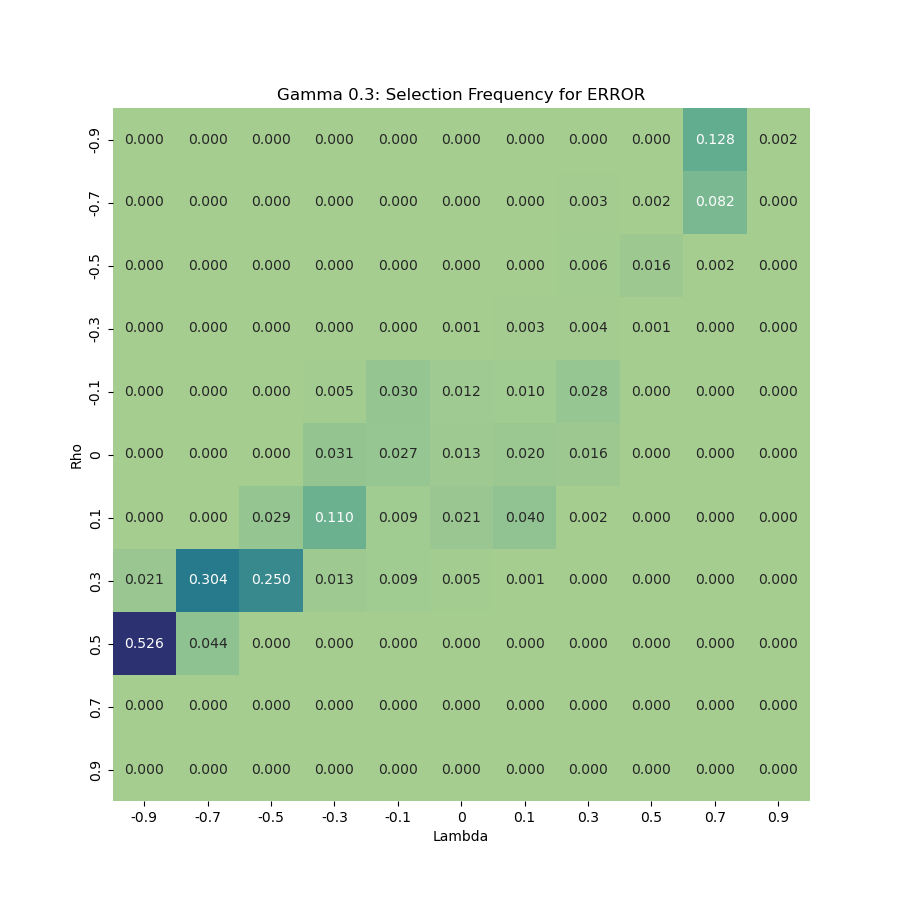 Gamma 0.3: Selection Frequency for ERROR
-0.9 0.000 0.000 0.000 0.000 0.000 0.000 0.000 0.000 0.000 0.128 0.002
-0.7 0.000 0.000 0.000 0.000 0.000 0.000 0.000 0.003 0.002 0.082 0.000
-0.5 0.000 0.000 0.000 0.000 0.000 0.000 0.000 0.006 0.016 0.002 0.000
-0.3 0.000 0.000 0.000 0.000 0.000 0.001 0.003 0.004 0.001 0.000 0.000
-0.1 0.000 0.000 0.000 0.005 0.030 0.012 0.010 0.028 0.000 0.000 0.000
Rho
0 0.000 0.000 0.000 0.031 0.027 0.013 0.020 0.016 0.000 0.000 0.000
0.1 0.000 0.000 0.029 0.110 0.009 0.021 0.040 0.002 0.000 0.000 0.000
0.3 0.021 0.304 0.250 0.013 0.009 0.005 0.001 0.000 0.000 0.000 0.000
0.5 0.526 0.044 0.000 0.000 0.000 0.000 0.000 0.000 0.000 0.000 0.000
0.7 0.000 0.000 0.000 0.000 0.000 0.000 0.000 0.000 0.000 0.000 0.000
0.9 0.000 0.000 0.000 0.000 0.000 0.000 0.000 0.000 0.000 0.000 0.000
-0.9 -0.7 -0.5 -0.3 -0.1 0 0.1 0.3 0.5 0.7 0.9
Lambda